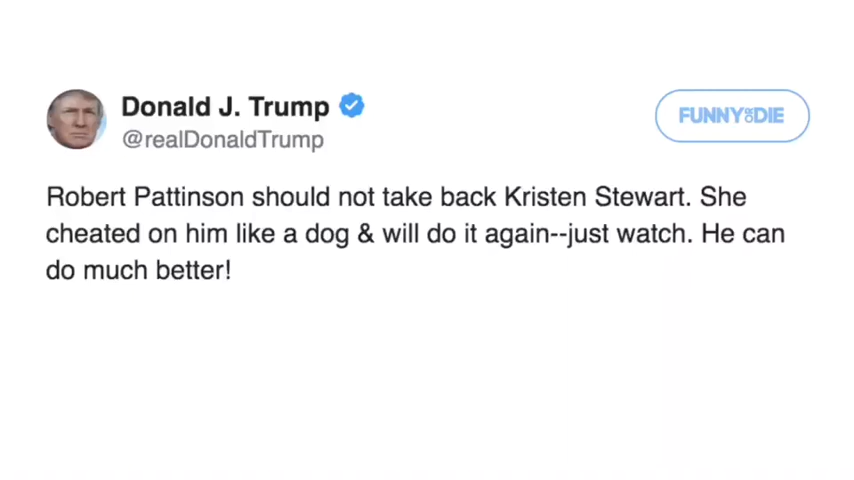 Donald J. Trump
@realDonaldTrump
FUNNY OR DIE
Robert Pattinson should not take back Kristen Stewart. She
cheated on him like a dog & will do it again--just watch. He can
do much better!